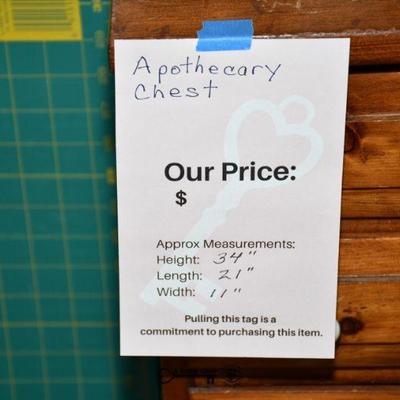 Apothecary
Chest
Our Price:
$
Approx Measurements:
Height: 34"
Length: 21"
Width: 11"
Pulling this tag is a
commitment to purchasing this item.